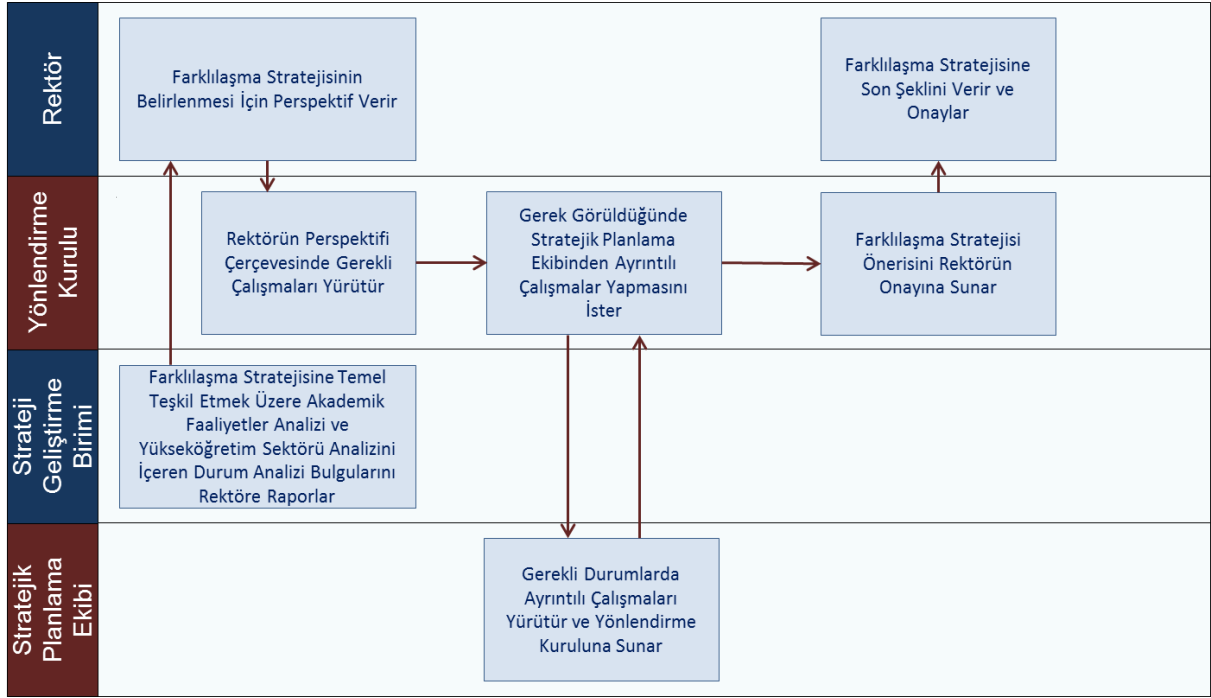 Rektör
Farklılaşma Stratejisinin
Belirlenmesi İçin Perspektif Verir
Farklılaşma Stratejisine
Son Şeklini Verir ve
Onaylar
Yönlendirme
Kurulu
Rektörün Perspektifi
Çerçevesinde Gerekli
Çalışmaları Yürütür
Gerek Görüldüğünde
Stratejik Planlama
Ekibinden Ayrıntılı
Çalışmalar Yapmasını
İster
Farklılaşma Stratejisi
Önerisini Rektörün
Onayına Sunar
Strateji
Geliştirme
Birimi
Farklılaşma Stratejisine Temel
Teşkil Etmek Üzere Akademik
Faaliyetler Analizi ve
Yükseköğretim Sektörü Analizini
İçeren Durum Analizi Bulgularını
Rektöre Raporlar
Stratejik
Planlama
Ekibi
Gerekli Durumlarda
Ayrıntılı Çalışmaları
Yürütür ve Yönlendirme
Kuruluna Sunar